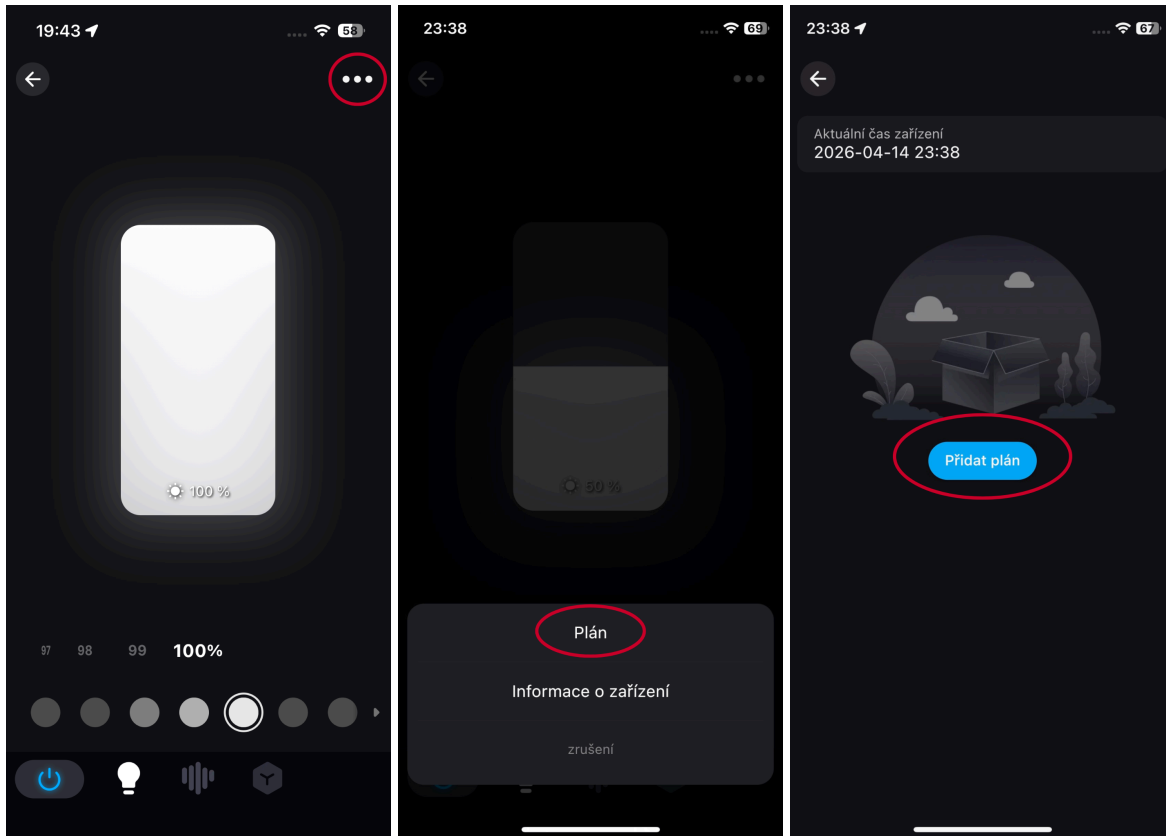 19:43
58
100 %
97 98 99 100%
23:38
69
50 %
Plán
Informace o zařízení
zrušení
23:38
67
Aktuální čas zařízení
2026-04-14 23:38
Přidat plán